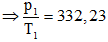 ⇒ p₁/T₁ = 332,23